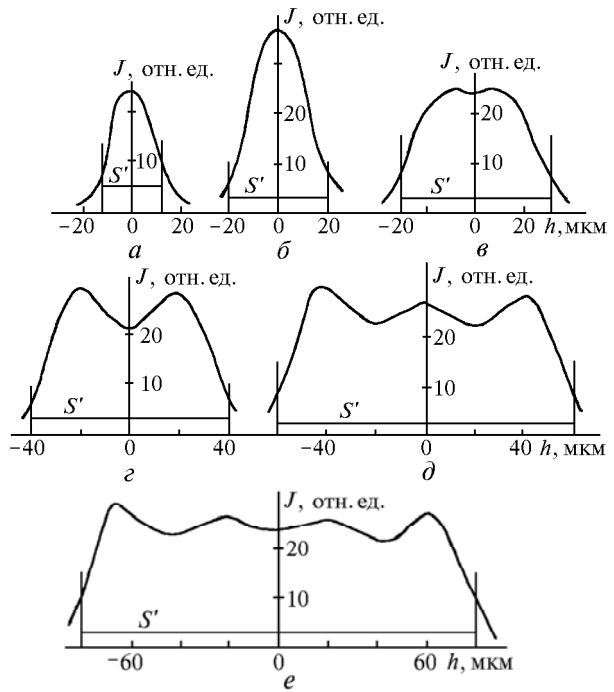 J, отн. ед. J, отн. ед. J, отн. ед.
20 20
10 10 10
S' S' S'
−20 0 20 −20 0 20 −20 0 h, мкм
а б в
J, отн. ед. J, отн. ед.
20 20
10 10
S' S'
−40 0 40 −40 0 40 h, мкм
г д
J, отн. ед.
20
10
S'
−60 0 60 h, мкм
е